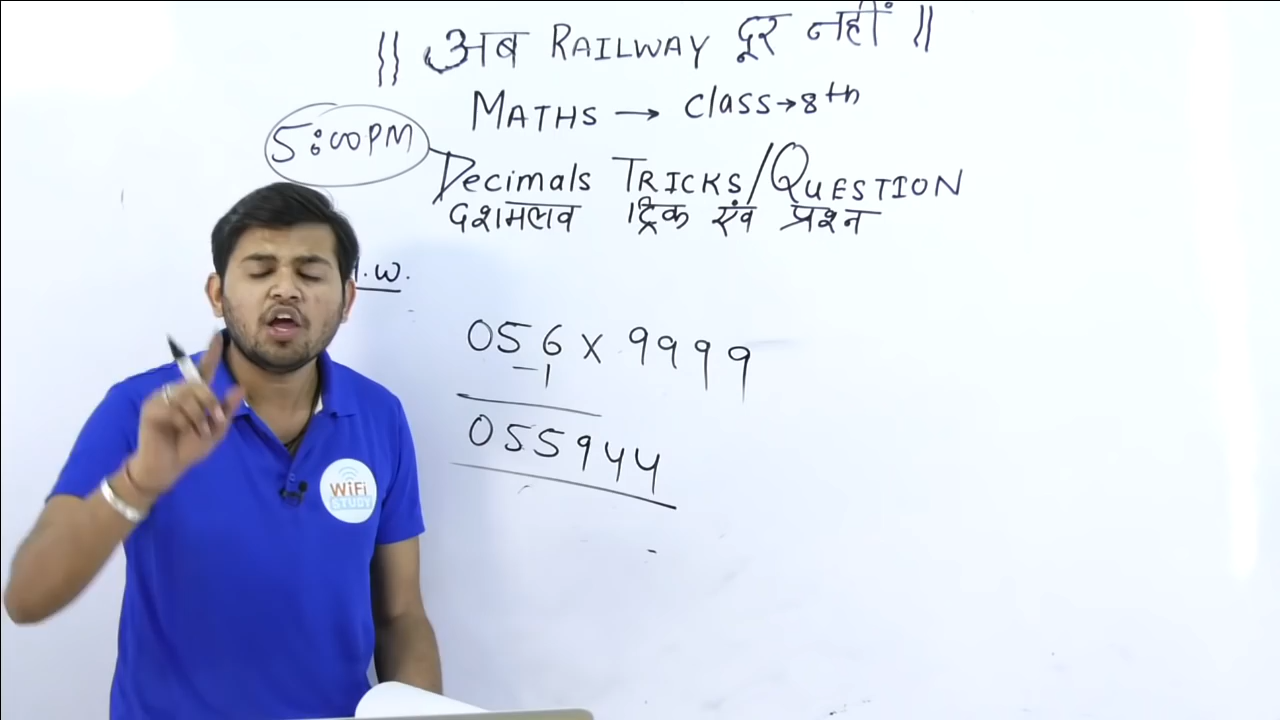 || अब RAILWAY दूर नहीं ||
MATHS → class→8th
5:00PM
Decimals TRICKS/QUESTION
दशमलव ट्रिक एंव प्रश्न
.W.
056 x 9999
-1
055944
WiFi
STUDY